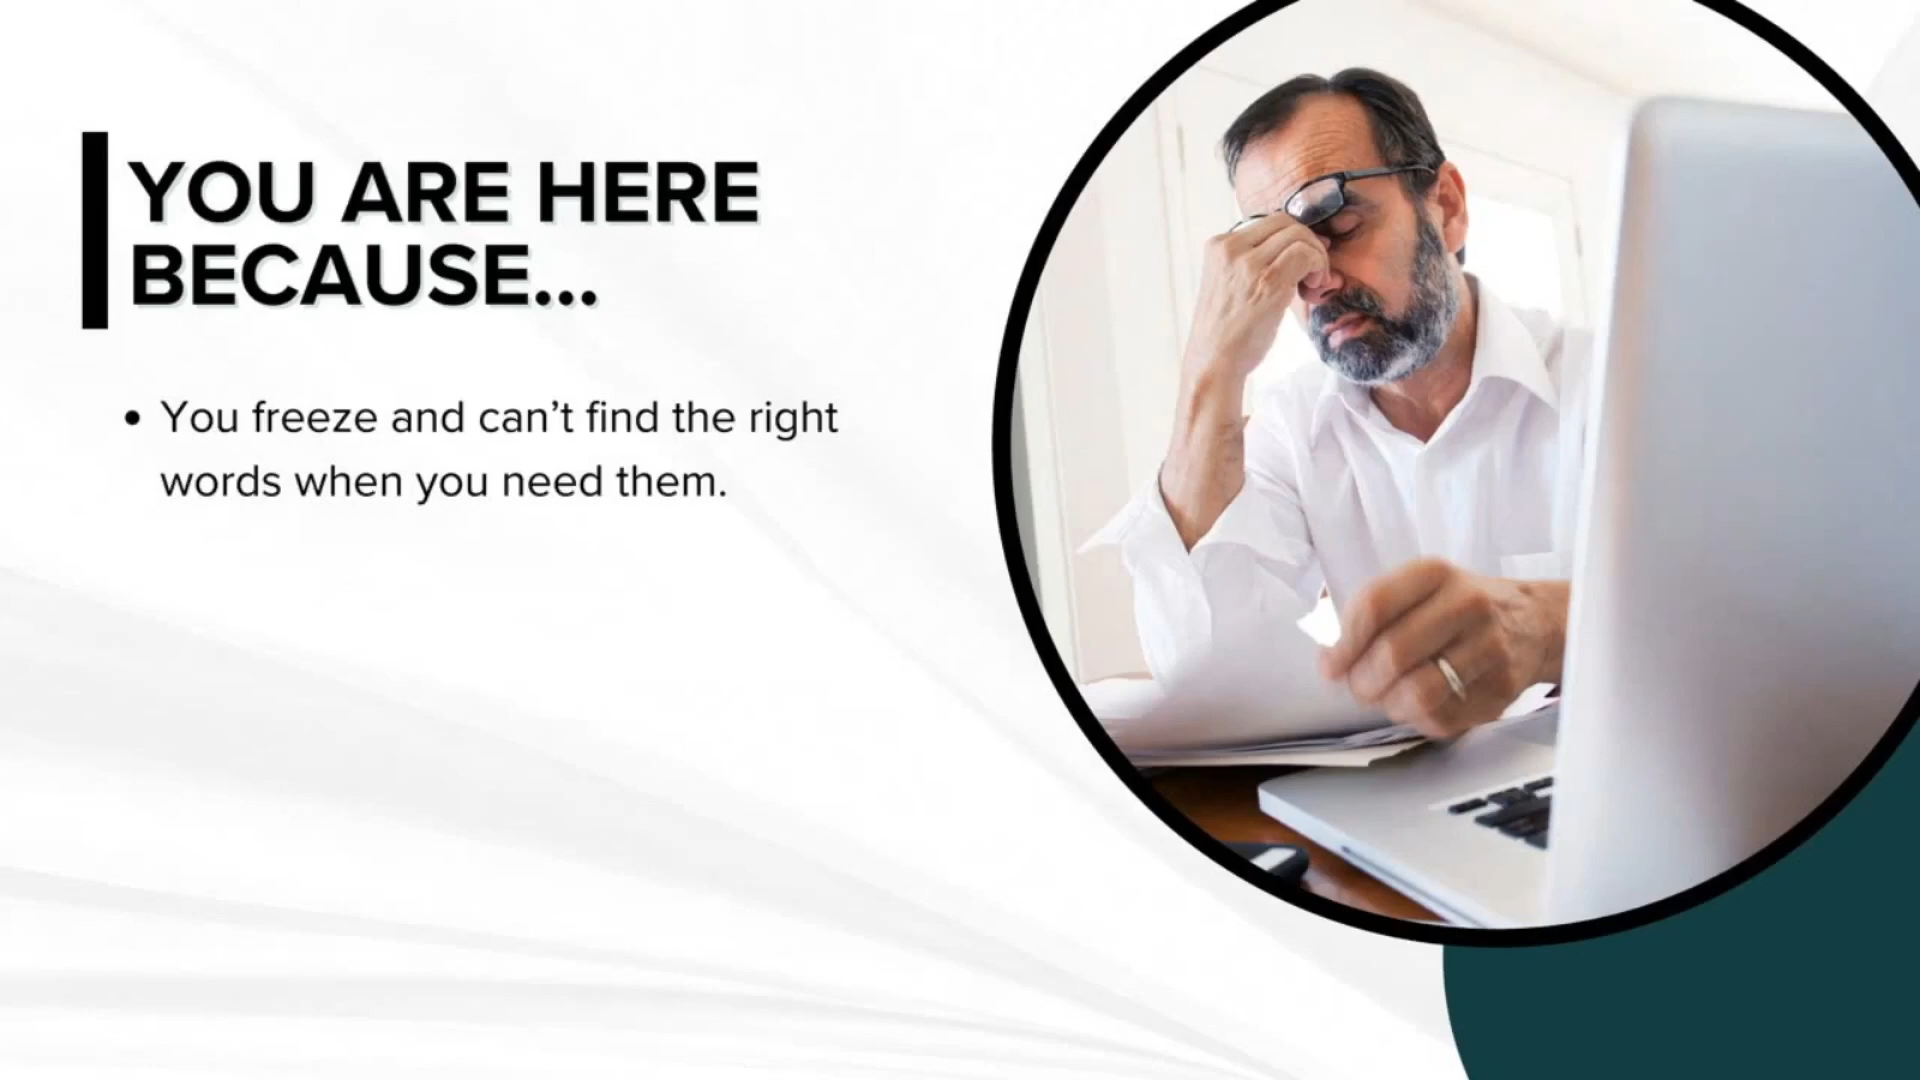 YOU ARE HERE
BECAUSE...
• You freeze and can’t find the right
words when you need them.